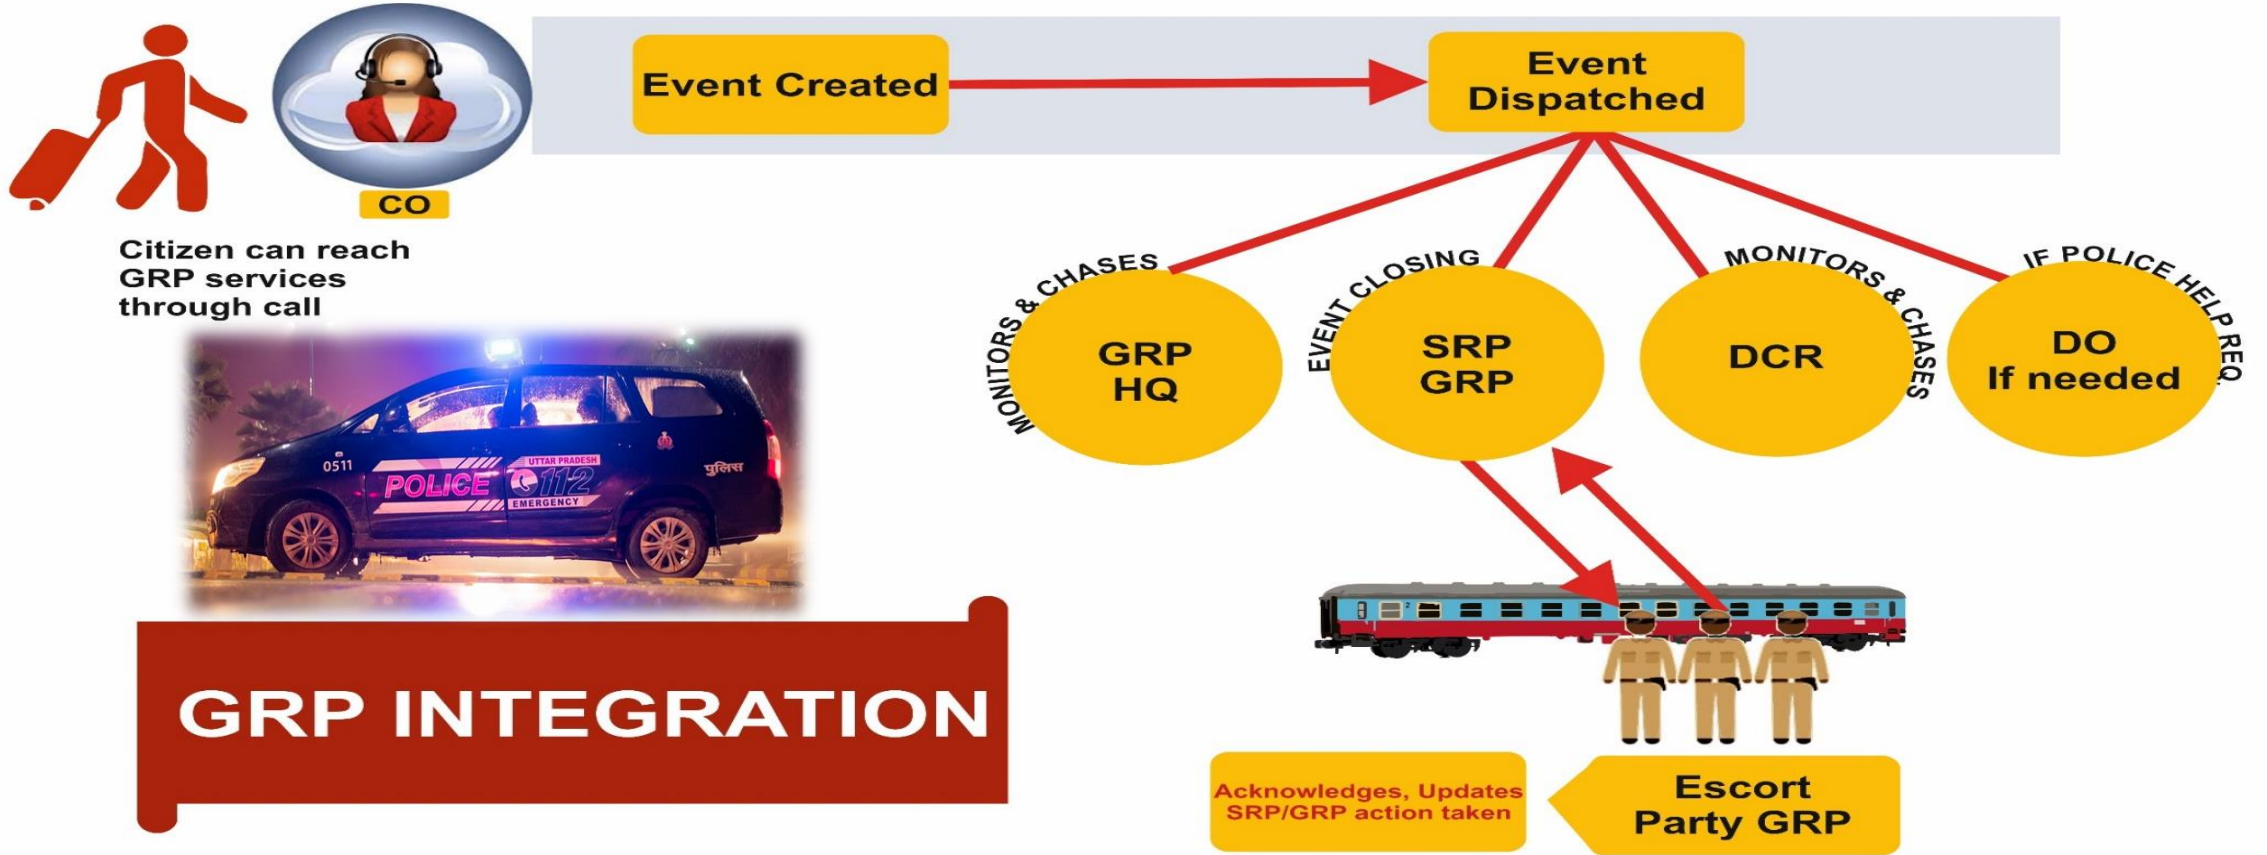 Event Created
Event
Dispatched
CO
Citizen can reach
GRP services
through call
MONITORS & CHASES
GRP
HQ
EVENT CLOSING
SRP
GRP
MONITORS & CHASES
DCR
IF POLICE HELP REQ.
DO
If needed
0511
POLICE
UTTAR PRADESH
112
EMERGENCY
पुलिस
2
GRP INTEGRATION
Acknowledges, Updates
SRP/GRP action taken
Escort
Party GRP